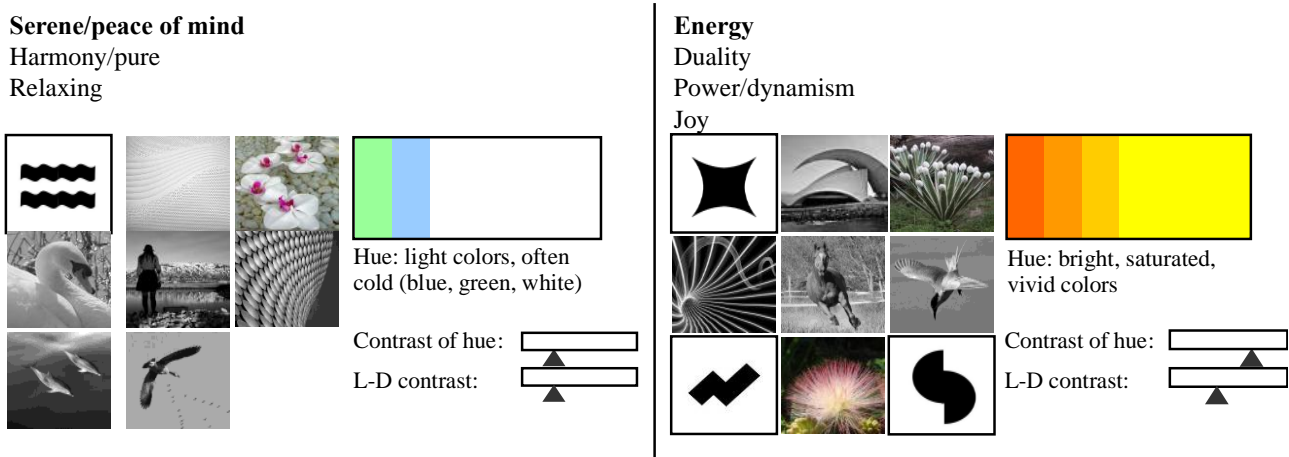 Serene/peace of mind
Harmony/pure
Relaxing
Hue: light colors, often
cold (blue, green, white)
Contrast of hue:
L-D contrast:
Energy
Duality
Power/dynamism
Joy
Hue: bright, saturated,
vivid colors
Contrast of hue:
L-D contrast: